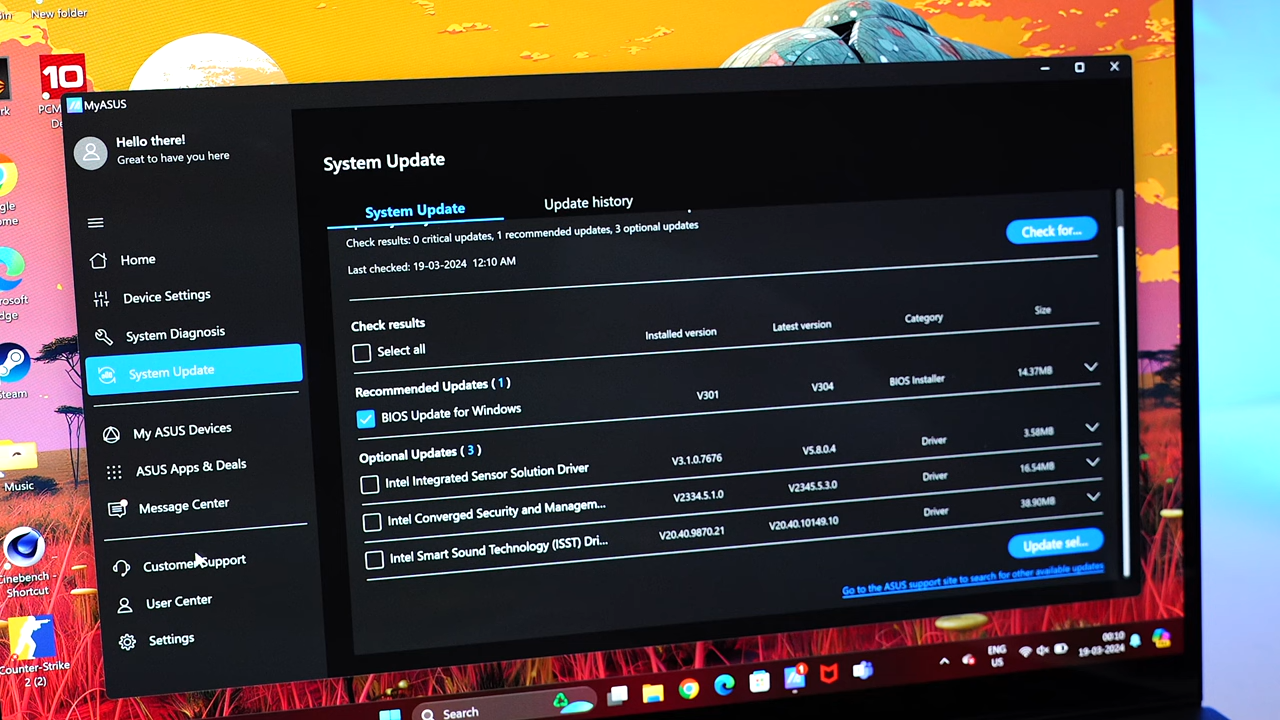 New folder
10
MyASUS
Hello there!
Great to have you here
Home
Device Settings
System Diagnosis
System Update
My ASUS Devices
ASUS Apps & Deals
Message Center
Customer Support
User Center
Settings
System Update
System Update
Update history
Check results: 0 critical updates, 1 recommended updates, 3 optional updates
Check for...
Last checked: 19-03-2024 12:10 AM
Check results
Select all
Installed version
Latest version
Category
Size
Recommended Updates ( 1 )
BIOS Update for Windows
V301
V304
BIOS Installer
14.37MB
Optional Updates ( 3 )
Intel Integrated Sensor Solution Driver
V3.1.0.7676
V5.8.0.4
Driver
3.58MB
Intel Converged Security and Managem...
V2334.5.1.0
V2345.5.3.0
Driver
16.54MB
Intel Smart Sound Technology (ISST) Dri...
V20.40.9870.21
V20.40.10149.10
Driver
38.90MB
Update sel...
Go to the ASUS support site to search for other available updates
Music
Shortcut
Counter-Strike
2 (2)
Search
ENG
US
00:10
19-03-2024